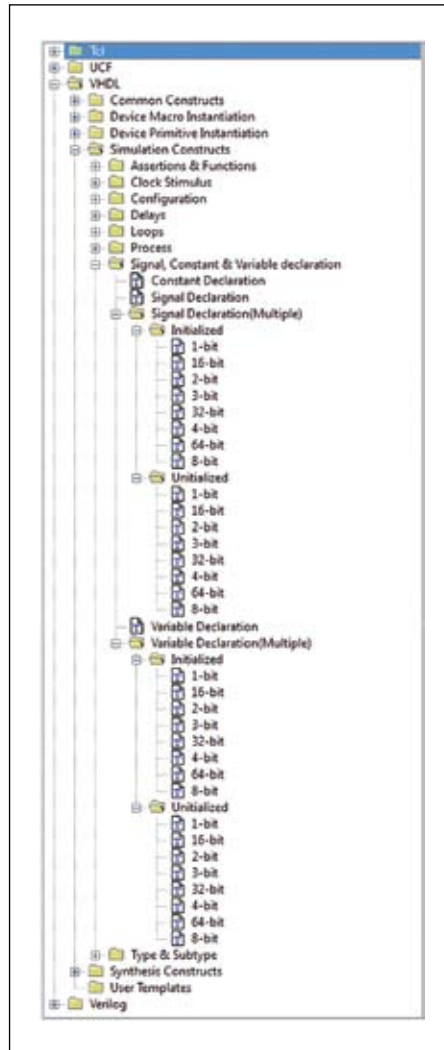 Tcl
UCF
VHDL
Common Constructs
Device Macro Instantiation
Device Primitive Instantiation
Simulation Constructs
Assertions & Functions
Clock Stimulus
Configuration
Delays
Loops
Process
Signal, Constant & Variable declaration
Constant Declaration
Signal Declaration
Signal Declaration(Multiple)
Initialized
1-bit
16-bit
2-bit
3-bit
32-bit
4-bit
64-bit
8-bit
Unitialized
1-bit
16-bit
2-bit
3-bit
32-bit
4-bit
64-bit
8-bit
Variable Declaration
Variable Declaration(Multiple)
Initialized
1-bit
16-bit
2-bit
3-bit
32-bit
4-bit
64-bit
8-bit
Unitialized
1-bit
16-bit
2-bit
3-bit
32-bit
4-bit
64-bit
8-bit
Type & Subtype
Synthesis Constructs
User Templates
Verilog